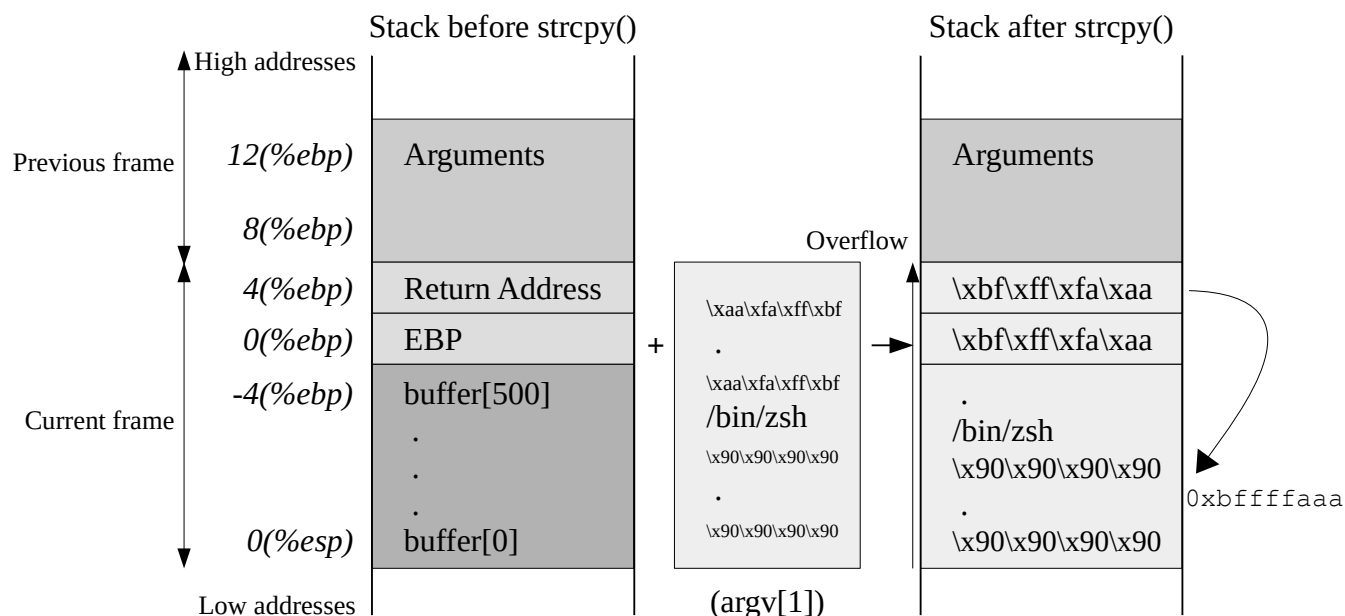 Stack before strcpy()
Stack after strcpy()
High addresses
Previous frame
12(%ebp)
Arguments
Arguments
8(%ebp)
Overflow
4(%ebp)
Return Address
\xaa\xfa\xff\xbf
\xbf\xff\xfa\xaa
0(%ebp)
EBP
+
.
\xbf\xff\xfa\xaa
-4(%ebp)
buffer[500]
\xaa\xfa\xff\xbf
.
Current frame
.
/bin/zsh
/bin/zsh
.
\x90\x90\x90\x90
\x90\x90\x90\x90
0xbffffaaa
.
.
.
0(%esp)
buffer[0]
\x90\x90\x90\x90
\x90\x90\x90\x90
Low addresses
(argv[1])